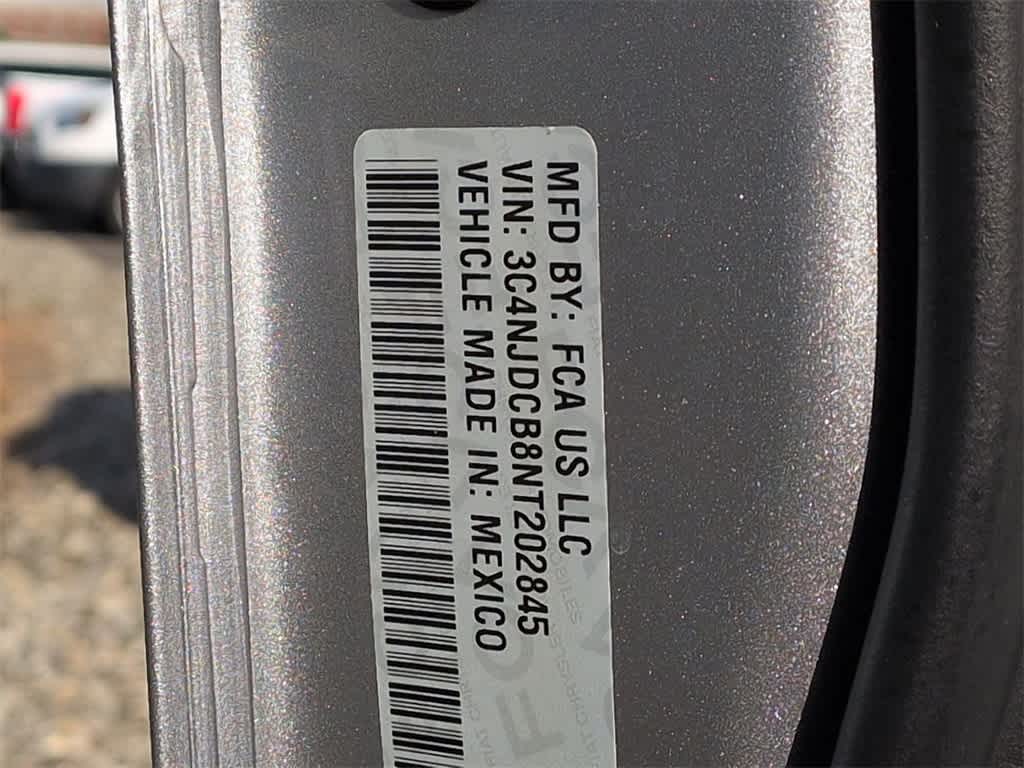 MFD BY: FCA US LLC
VIN: 3C4NJDCB8NT202845
VEHICLE MADE IN: MEXICO